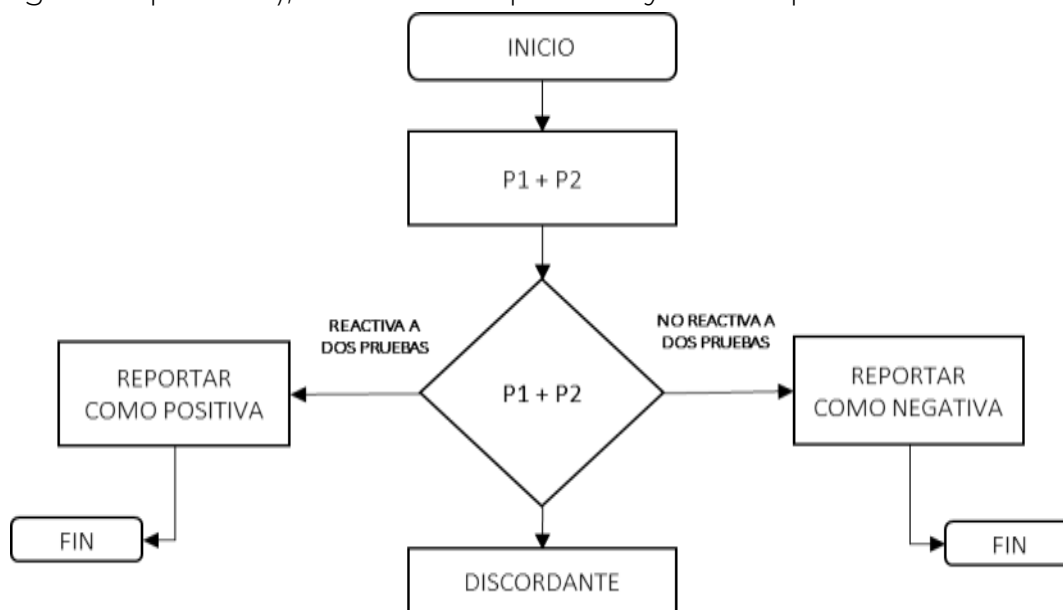 INICIO
P1 + P2
REACTIVA A
DOS PRUEBAS
NO REACTIVA A
DOS PRUEBAS
REPORTAR
COMO POSITIVA
P1 + P2
REPORTAR
COMO NEGATIVA
FIN
FIN
DISCORDANTE